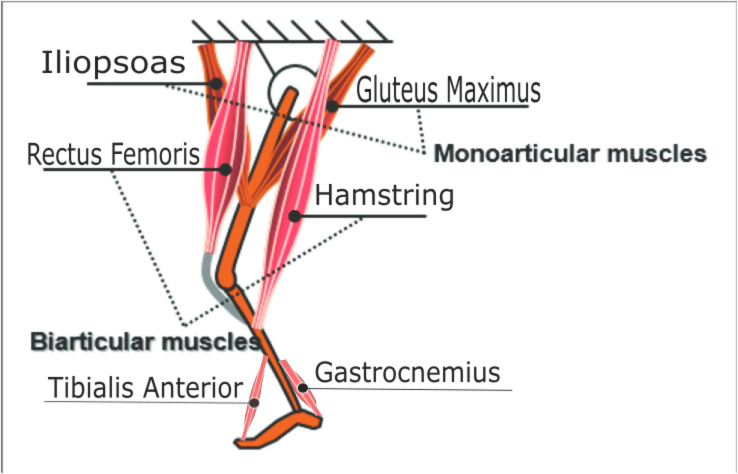 Iliopsoas
Gluteus Maximus
Rectus Femoris
Monoarticular muscles
Hamstring
Biarticular muscles
Tibialis Anterior
Gastrocnemius